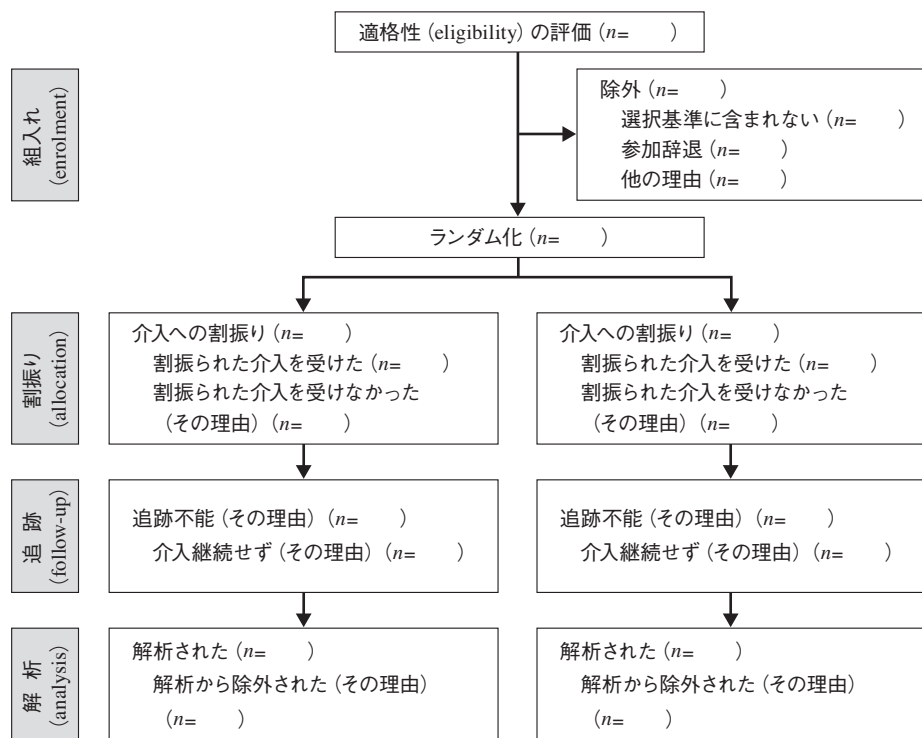 適格性 (eligibility) の評価 (n=　　)
組入れ
(enrolment)
除外 (n=　　)
選択基準に含まれない (n=　　)
参加辞退 (n=　　)
他の理由 (n=　　)
ランダム化 (n=　　)
割振り
(allocation)
介入への割振り (n=　　)
割振られた介入を受けた (n=　　)
割振られた介入を受けなかった
(その理由) (n=　　)
介入への割振り (n=　　)
割振られた介入を受けた (n=　　)
割振られた介入を受けなかった
(その理由) (n=　　)
追 跡
(follow-up)
追跡不能 (その理由) (n=　　)
介入継続せず (その理由) (n=　　)
追跡不能 (その理由) (n=　　)
介入継続せず (その理由) (n=　　)
解 析
(analysis)
解析された (n=　　)
解析から除外された (その理由)
(n=　　)
解析された (n=　　)
解析から除外された (その理由)
(n=　　)